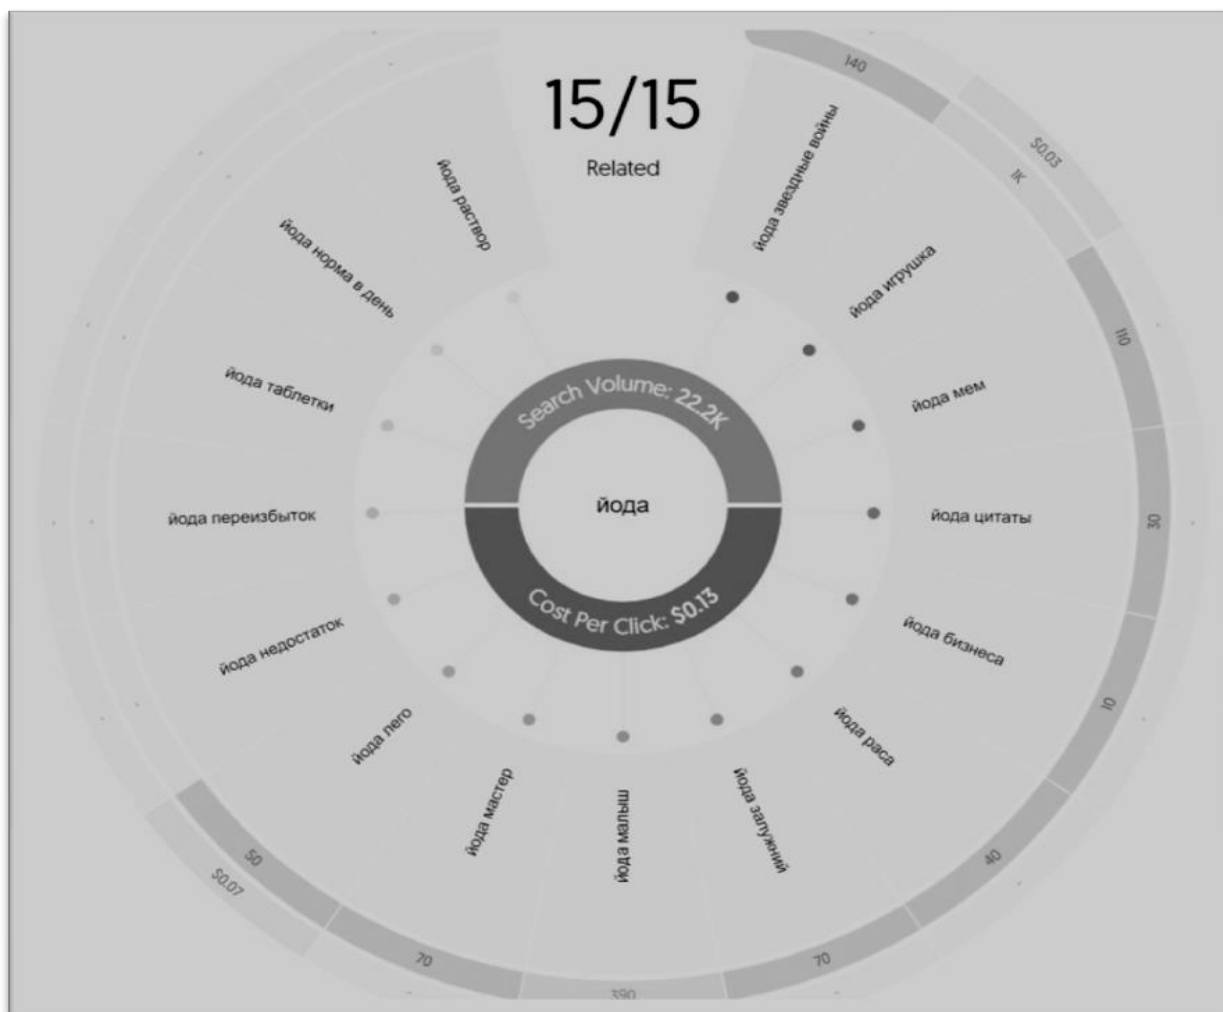 15/15
Related
йода
Search Volume: 22.2K
Cost Per Click: $0.13
йода звездные войны
140
йода игрушка
1K
$0.03
йода мем
110
йода цитаты
30
йода бизнеса
10
йода раса
40
йода залужний
70
йода малыш
390
йода мастер
70
йода лего
50
$0.07
йода недостаток
йода переизбыток
йода таблетки
йода норма в день
йода раствор